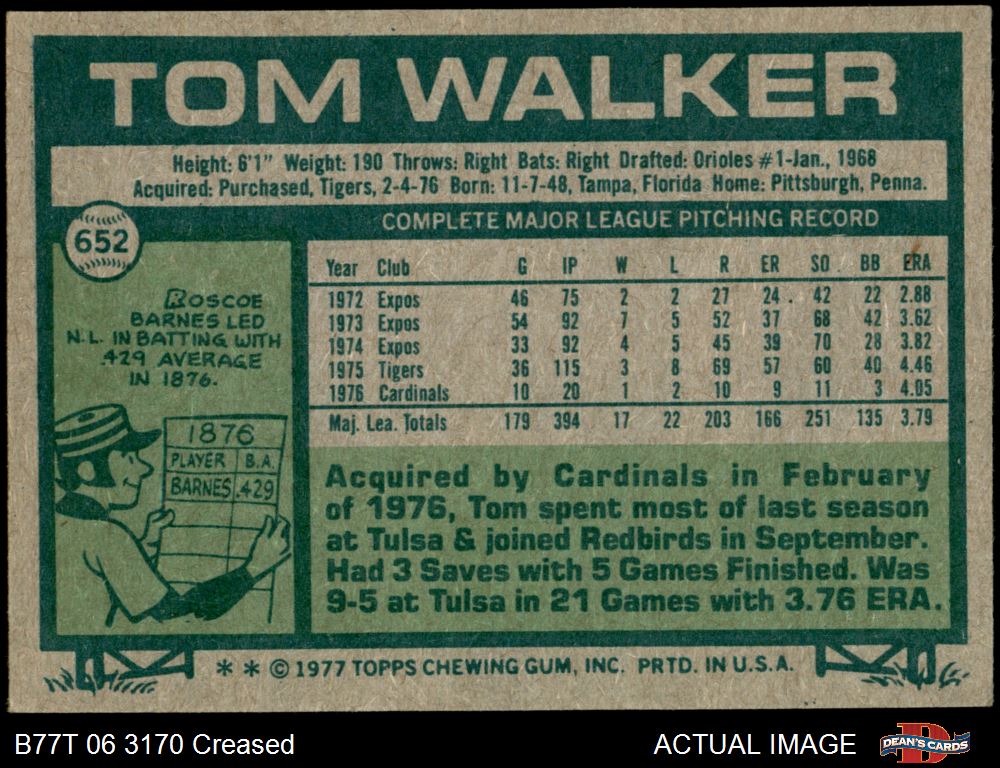 TOM WALKER
Height: 6'1" Weight: 190 Throws: Right Bats: Right Drafted: Orioles #1-Jan., 1968
Acquired: Purchased, Tigers, 2-4-76 Born: 11-7-48, Tampa, Florida Home: Pittsburgh, Penna.
652
COMPLETE MAJOR LEAGUE PITCHING RECORD
Year Club G IP W L R ER SO BB ERA
1972 Expos 46 75 2 2 27 24 . 42 22 2.88
1973 Expos 54 92 7 5 52 37 68 42 3.62
1974 Expos 33 92 4 5 45 39 70 28 3.82
1975 Tigers 36 115 3 8 69 57 60 40 4.46
1976 Cardinals 10 20 1 2 10 9 11 3 4.05
Maj. Lea. Totals 179 394 17 22 203 166 251 135 3.79
ROSCOE
BARNES LED
N.L. IN BATTING WITH
.429 AVERAGE
IN 1876.
1876
PLAYER B.A.
BARNES .429
Acquired by Cardinals in February
of 1976, Tom spent most of last season
at Tulsa & joined Redbirds in September.
Had 3 Saves with 5 Games Finished. Was
9-5 at Tulsa in 21 Games with 3.76 ERA.
* * © 1977 TOPPS CHEWING GUM, INC. PRTD. IN U.S.A.
B77T 06 3170 Creased
ACTUAL IMAGE
DEAN'S CARDS